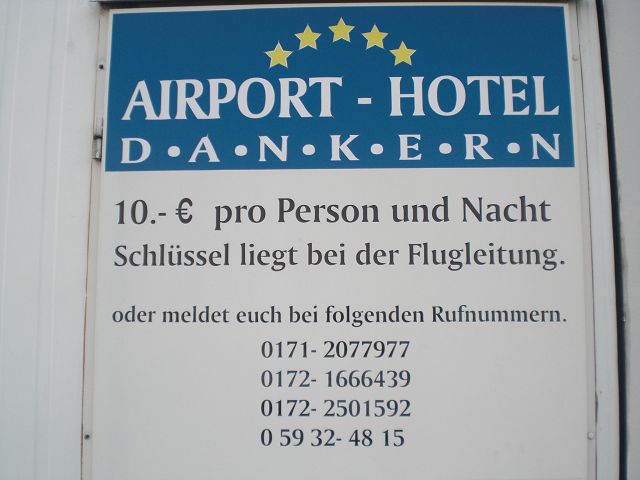 AIRPORT - HOTEL
D•A•N•K•E•R•N
10.- € pro Person und Nacht
Schlüssel liegt bei der Flugleitung.
oder meldet euch bei folgenden Rufnummern.
0171- 2077977
0172- 1666439
0172- 2501592
0 59 32- 48 15